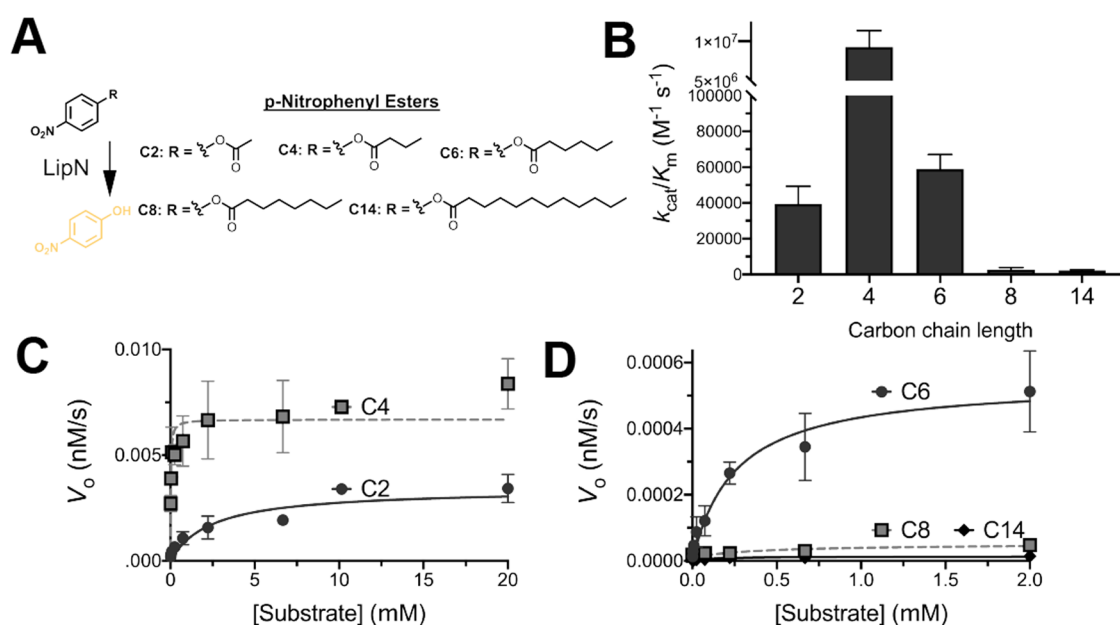 A
R
O₂N
LipN
OH
O₂N
p-Nitrophenyl Esters
C2: R =
O
O
C4: R =
O
O
C6: R =
O
O
C8: R =
O
O
C14: R =
O
O
B
kcat/Km (M⁻¹ s⁻¹)
1×10⁷
5×10⁶
100000
80000
60000
40000
20000
0
2 4 6 8 14
Carbon chain length
C
Vo (nM/s)
0.010
0.005
.000
C4
C2
0 5 10 15 20
[Substrate] (mM)
D
Vo (nM/s)
0.0006
0.0004
0.0002
0.0000
C6
C8 C14
0.0 0.5 1.0 1.5 2.0
[Substrate] (mM)